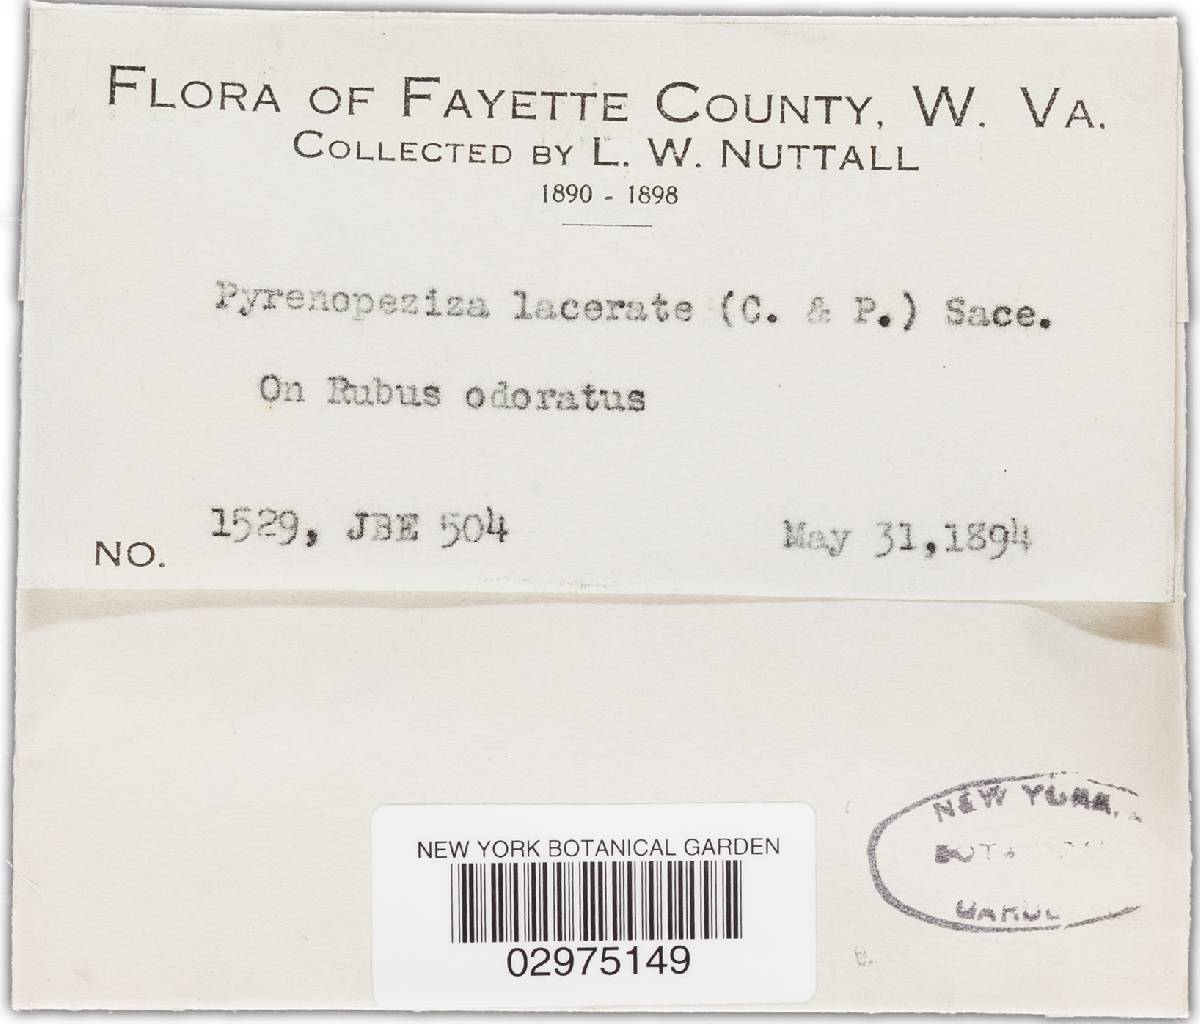 FLORA OF FAYETTE COUNTY, W. VA.
COLLECTED BY L. W. NUTTALL
1890 - 1898
Pyrenopeziza lacerate (C. & P.) Sace.
On Rubus odoratus
NO. 1529, JBE 504 May 31,1894
NEW YORK BOTANICAL GARDEN
02975149
NEW YORK